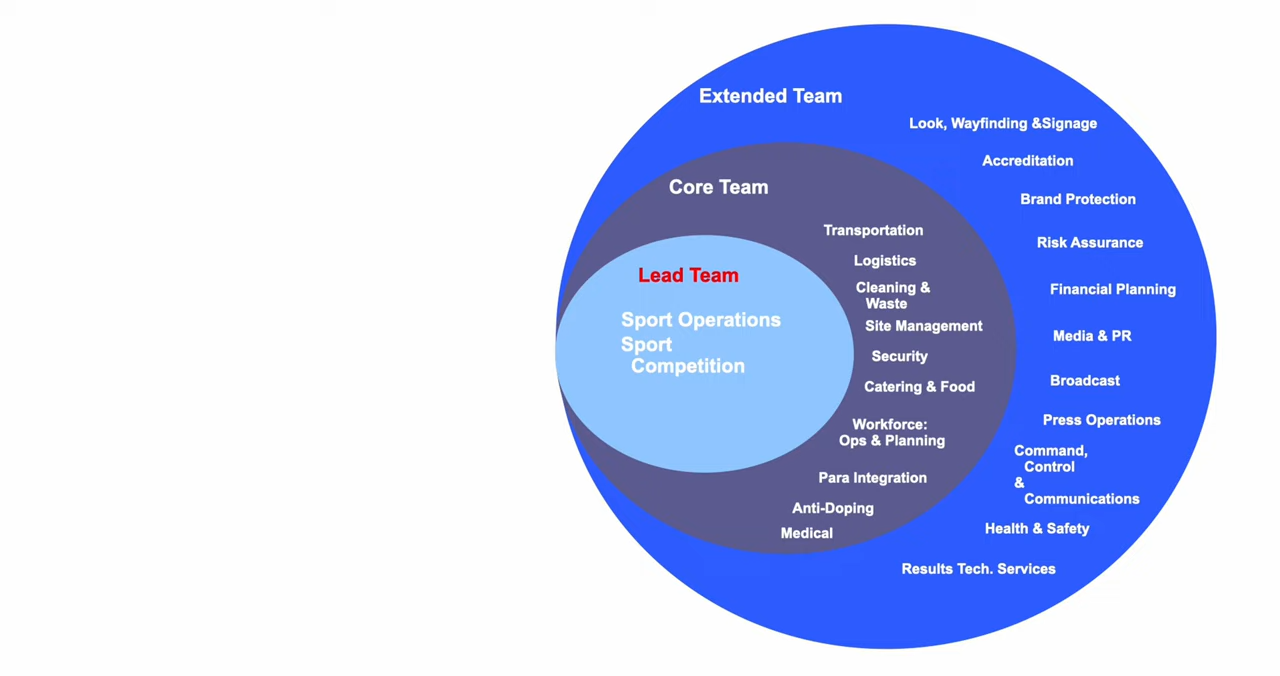 Extended Team
Look, Wayfinding &Signage
Accreditation
Brand Protection
Risk Assurance
Financial Planning
Media & PR
Broadcast
Press Operations
Command,
Control
&
Communications
Health & Safety
Results Tech. Services
Core Team
Transportation
Logistics
Cleaning &
Waste
Site Management
Security
Catering & Food
Workforce:
Ops & Planning
Para Integration
Anti-Doping
Medical
Lead Team
Sport Operations
Sport
Competition